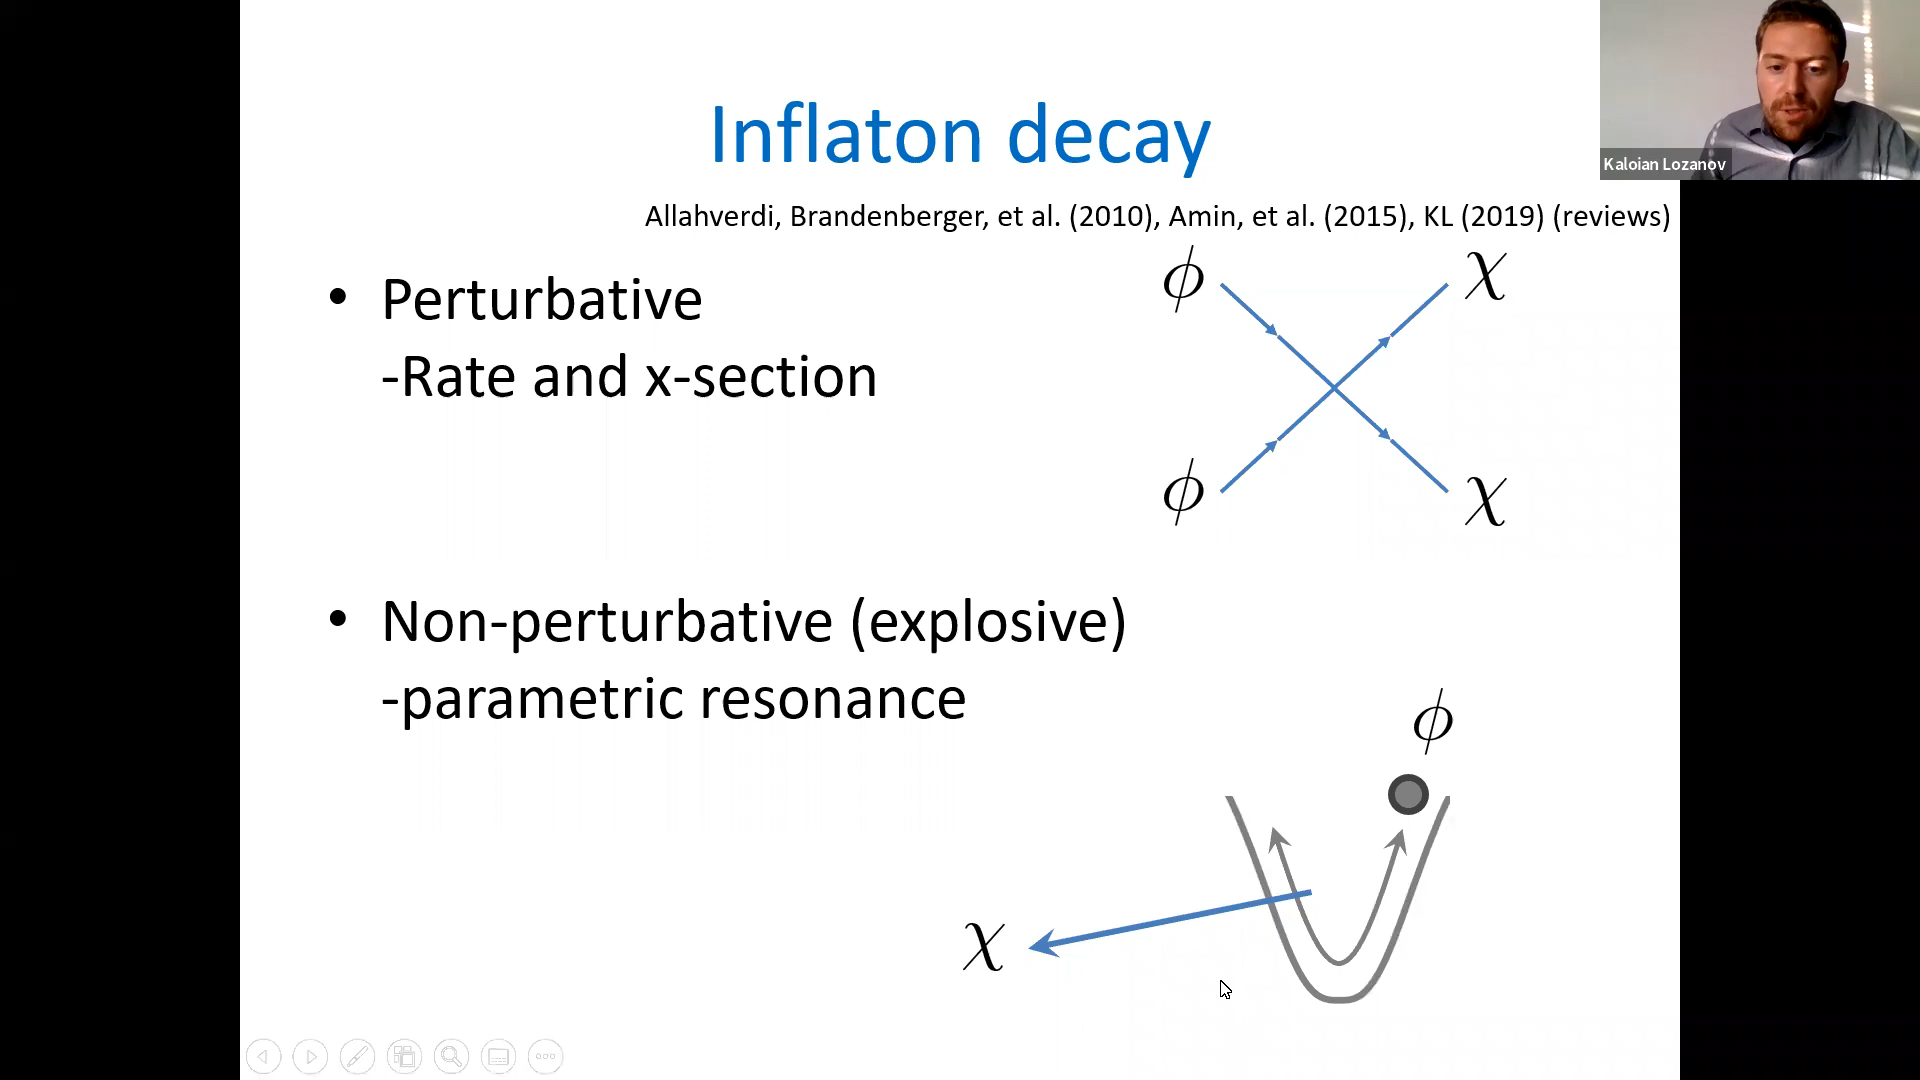 Inflaton decay
Kaloian Lozanov
Allahverdi, Brandenberger, et al. (2010), Amin, et al. (2015), KL (2019) (reviews)
• Perturbative
-Rate and x-section
ϕ χ
ϕ χ
• Non-perturbative (explosive)
-parametric resonance
ϕ
χ